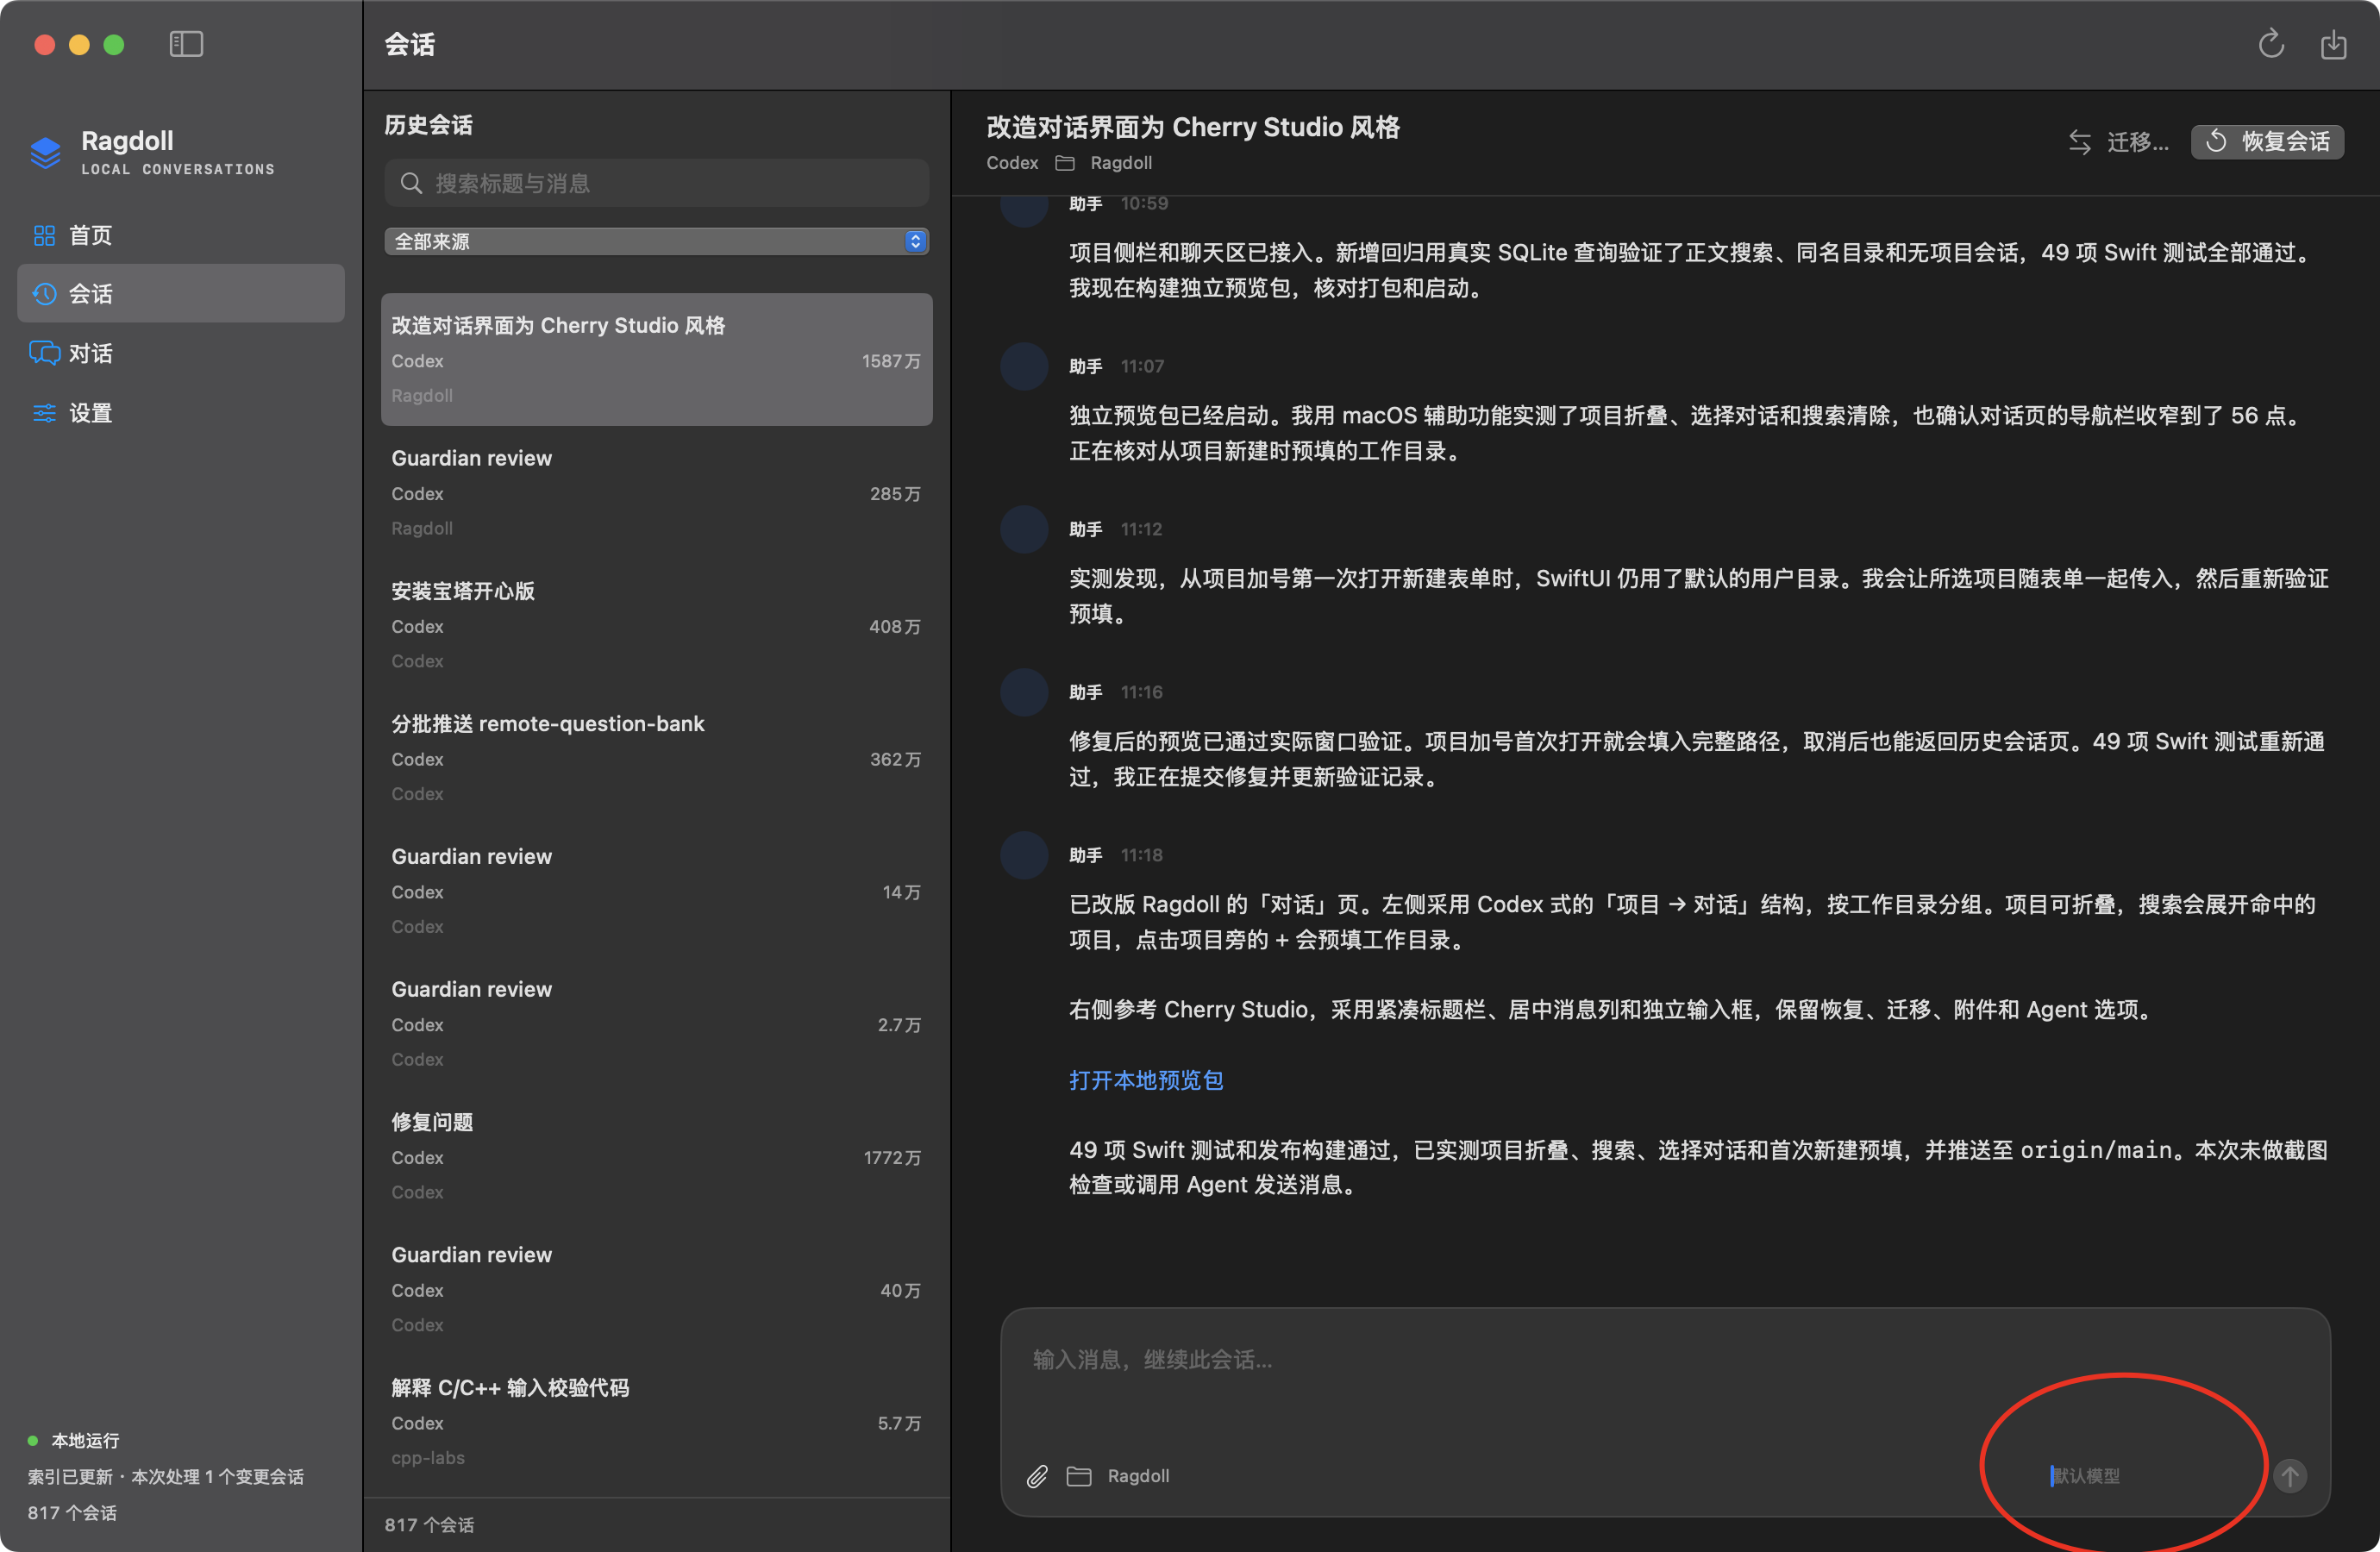 会话
Ragdoll
LOCAL CONVERSATIONS
首页
会话
对话
设置
本地运行
索引已更新 · 本次处理 1 个变更会话
817 个会话
历史会话
搜索标题与消息
全部来源
改造对话界面为 Cherry Studio 风格
Codex 1587万
Ragdoll
Guardian review
Codex 285万
Ragdoll
安装宝塔开心版
Codex 408万
Codex
分批推送 remote-question-bank
Codex 362万
Codex
Guardian review
Codex 14万
Codex
Guardian review
Codex 2.7万
Codex
修复问题
Codex 1772万
Codex
Guardian review
Codex 40万
Codex
解释 C/C++ 输入校验代码
Codex 5.7万
cpp-labs
817 个会话
改造对话界面为 Cherry Studio 风格
Codex Ragdoll
迁移... 恢复会话
助手 10:59
项目侧栏和聊天区已接入。新增回归用真实 SQLite 查询验证了正文搜索、同名目录和无项目会话，49 项 Swift 测试全部通过。
我现在构建独立预览包，核对打包和启动。
助手 11:07
独立预览包已经启动。我用 macOS 辅助功能实测了项目折叠、选择对话和搜索清除，也确认对话页的导航栏收窄到了 56 点。
正在核对从项目新建时预填的工作目录。
助手 11:12
实测发现，从项目加号第一次打开新建表单时，SwiftUI 仍用了默认的用户目录。我会让所选项目随表单一起传入，然后重新验证
预填。
助手 11:16
修复后的预览已通过实际窗口验证。项目加号首次打开就会填入完整路径，取消后也能返回历史会话页。49 项 Swift 测试重新通
过，我正在提交修复并更新验证记录。
助手 11:18
已改版 Ragdoll 的「对话」页。左侧采用 Codex 式的「项目 → 对话」结构，按工作目录分组。项目可折叠，搜索会展开命中的
项目，点击项目旁的 + 会预填工作目录。
右侧参考 Cherry Studio，采用紧凑标题栏、居中消息列和独立输入框，保留恢复、迁移、附件和 Agent 选项。
打开本地预览包
49 项 Swift 测试和发布构建通过，已实测项目折叠、搜索、选择对话和首次新建预填，并推送至 origin/main。本次未做截图
检查或调用 Agent 发送消息。
输入消息，继续此会话...
Ragdoll
默认模型